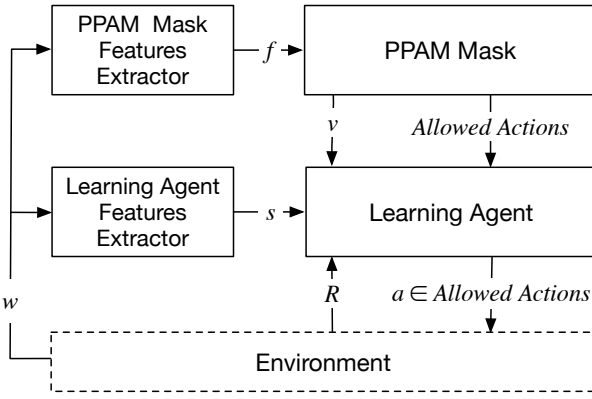 PPAM Mask
Features
Extractor
f
PPAM Mask
v
Allowed Actions
Learning Agent
Features
Extractor
s
Learning Agent
w
R
a ∈ Allowed Actions
Environment